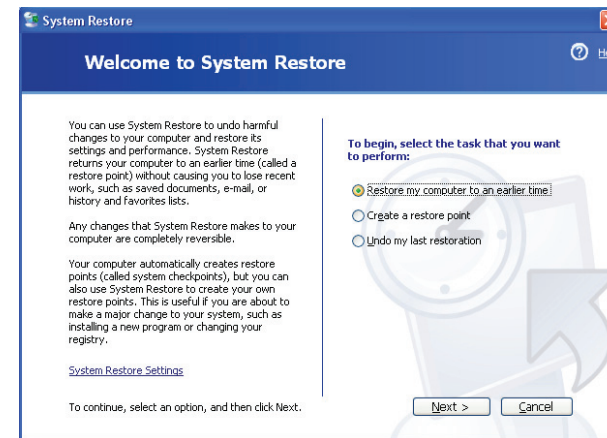 System Restore
Welcome to System Restore
You can use System Restore to undo harmful
changes to your computer and restore its
settings and performance. System Restore
returns your computer to an earlier time (called a
restore point) without causing you to lose recent
work, such as saved documents, e-mail, or
history and favorites lists.
Any changes that System Restore makes to your
computer are completely reversible.
Your computer automatically creates restore
points (called system checkpoints), but you can
also use System Restore to create your own
restore points. This is useful if you are about to
make a major change to your system, such as
installing a new program or changing your
registry.
System Restore Settings
To continue, select an option, and then click Next.
To begin, select the task that you want
to perform:
Restore my computer to an earlier time
Create a restore point
Undo my last restoration
Next >
Cancel